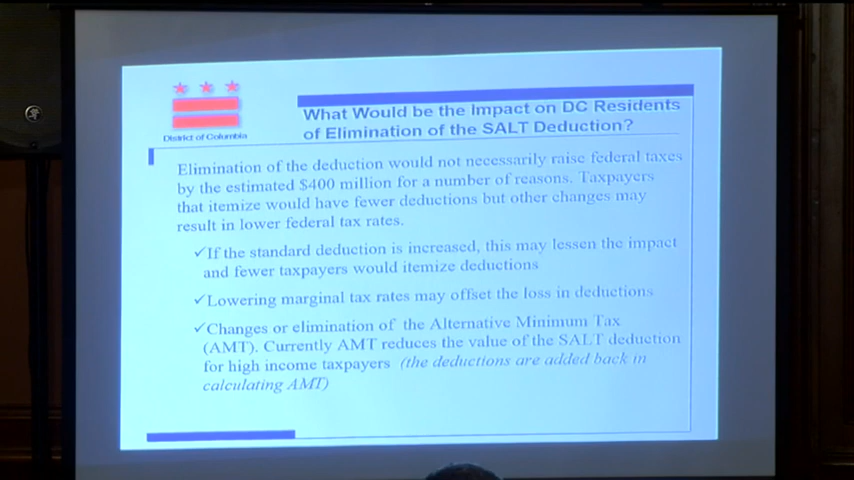 District of Columbia
What Would be the Impact on DC Residents
of Elimination of the SALT Deduction?
Elimination of the deduction would not necessarily raise federal taxes
by the estimated $400 million for a number of reasons. Taxpayers
that itemize would have fewer deductions but other changes may
result in lower federal tax rates.
✓If the standard deduction is increased, this may lessen the impact
and fewer taxpayers would itemize deductions
✓Lowering marginal tax rates may offset the loss in deductions
✓Changes or elimination of the Alternative Minimum Tax
(AMT). Currently AMT reduces the value of the SALT deduction
for high income taxpayers (the deductions are added back in
calculating AMT)